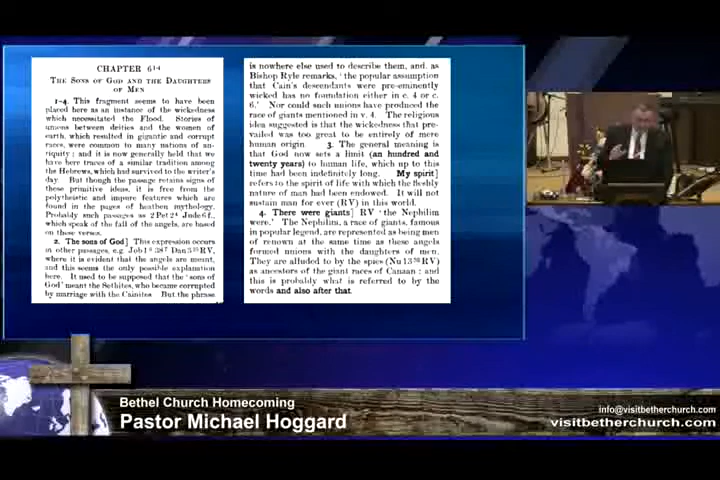 CHAPTER 6¹⁻⁴
THE SONS OF GOD AND THE DAUGHTERS
OF MEN
1-4. This fragment seems to have been
placed here as an instance of the wickedness
which necessitated the Flood. Stories of
unions between deities and the women of
earth, which resulted in gigantic and corrupt
races, were common to many nations of an-
tiquity; and it is now generally held that we
have here traces of a similar tradition among
the Hebrews, which had survived to the writer's
day. But though the passage retains signs of
these primitive ideas, it is free from the
polytheistic and impure features which are
found in the pages of heathen mythology.
Probably such passages as 2 Pet 2⁴ Jude 6 f.,
which speak of the fall of the angels, are based
on these verses.
2. The sons of God] This expression occurs
in other passages, e.g. Job 1⁶ 38⁷ Dan 3²⁵ RV,
where it is evident that the angels are meant,
and this seems the only possible explanation
here. It used to be supposed that the 'sons of
God' meant the Sethites, who became corrupted
by marriage with the Cainites. But the phrase
is nowhere else used to describe them, and, as
Bishop Ryle remarks, 'the popular assumption
that Cain's descendants were pre-eminently
wicked has no foundation either in c. 4 or c.
6.' Nor could such unions have produced the
race of giants mentioned in v. 4. The religious
idea suggested is that the wickedness that pre-
vailed was too great to be entirely of mere
human origin. 3. The general meaning is
that God now sets a limit (an hundred and
twenty years) to human life, which up to this
time had been indefinitely long. My spirit]
refers to the spirit of life with which the fleshly
nature of man had been endowed. It will not
sustain man for ever (RV) in this world.
4. There were giants] RV 'the Nephilim
were.' The Nephilim, a race of giants, famous
in popular legend, are represented as being men
of renown at the same time as these angels
formed unions with the daughters of men.
They are alluded to by the spies (Nu 13³³ RV)
as ancestors of the giant races of Canaan; and
this is probably what is referred to by the
words and also after that.
Bethel Church Homecoming
Pastor Michael Hoggard
info@visitbetherchurch.com
visitbetherchurch.com